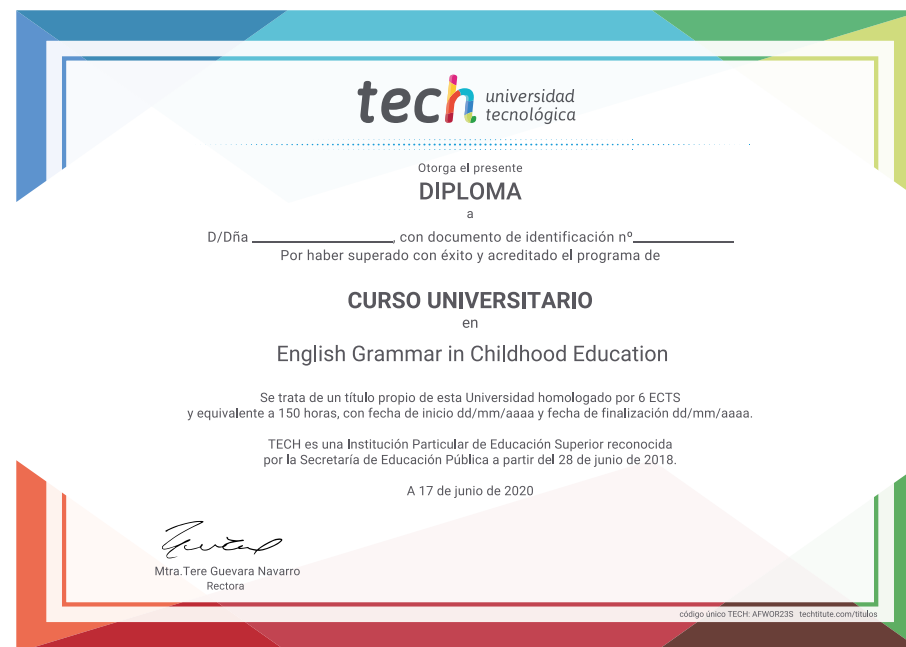 tech universidad
tecnológica
Otorga el presente
DIPLOMA
a
D/Dña ____________________, con documento de identificación nº______________
Por haber superado con éxito y acreditado el programa de
CURSO UNIVERSITARIO
en
English Grammar in Childhood Education
Se trata de un título propio de esta Universidad homologado por 6 ECTS
y equivalente a 150 horas, con fecha de inicio dd/mm/aaaa y fecha de finalización dd/mm/aaaa.
TECH es una Institución Particular de Educación Superior reconocida
por la Secretaría de Educación Pública a partir del 28 de junio de 2018.
A 17 de junio de 2020
Mtra.Tere Guevara Navarro
Rectora
código único TECH: AFWOR23S techtitute.com/titulos